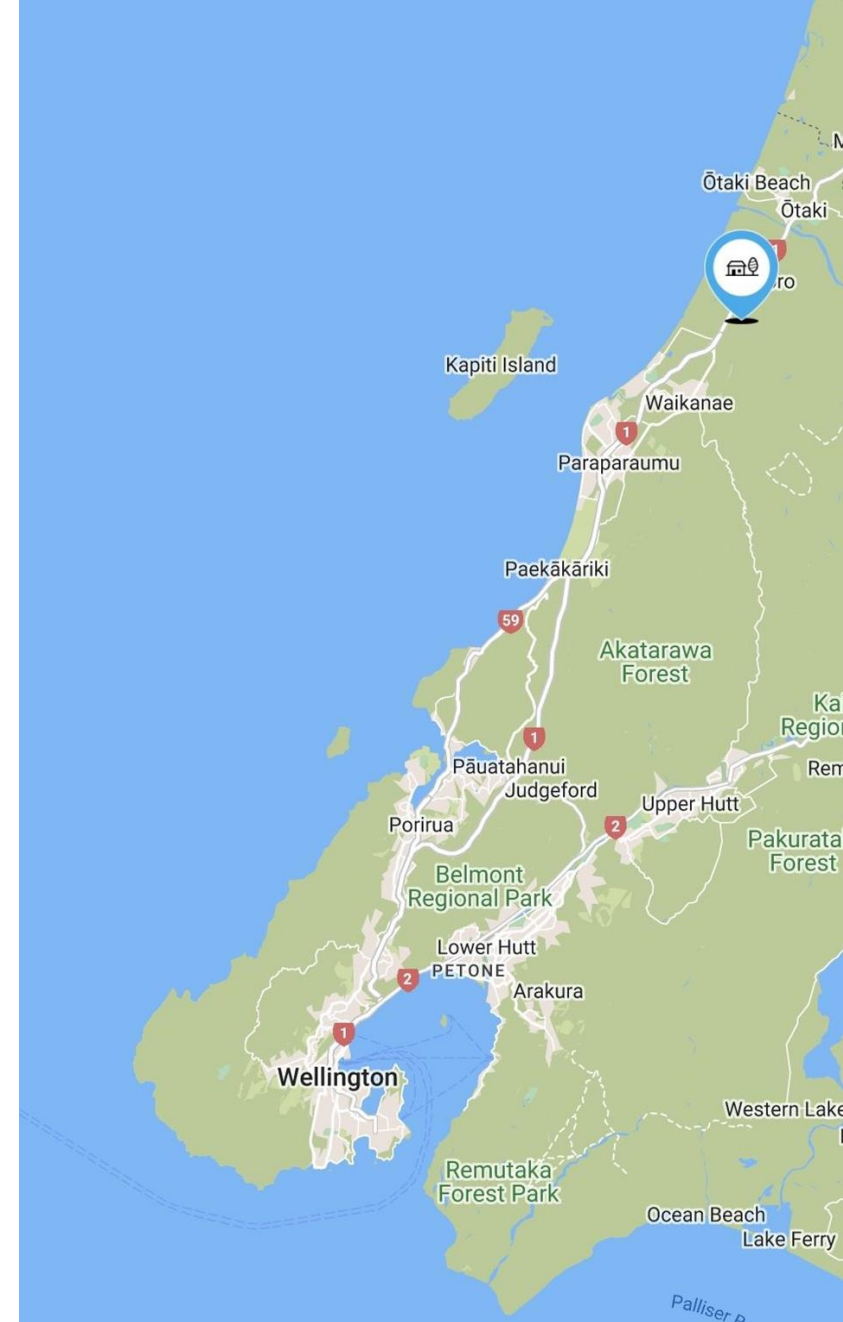 Ōtaki Beach
Ōtaki
1
Kapiti Island
Waikanae
1
Paraparaumu
Paekākāriki
59
Akatarawa
Forest
1
Pāuatahanui
Judgeford
Upper Hutt
2
Porirua
Belmont
Regional Park
Lower Hutt
PETONE
2
Arakura
1
Wellington
Western Lake
Remutaka
Forest Park
Ocean Beach
Lake Ferry
Forest
Palliser